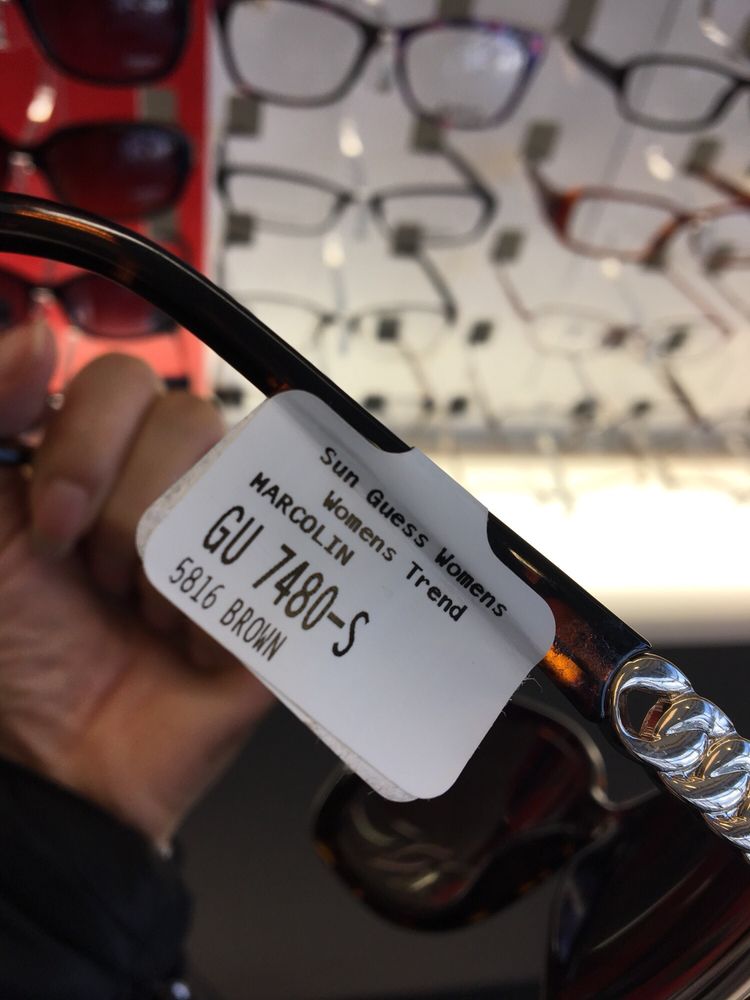 Sun Guess Womens
Womens Trend
MARCOLIN
GU 7480-S
5816 BROWN